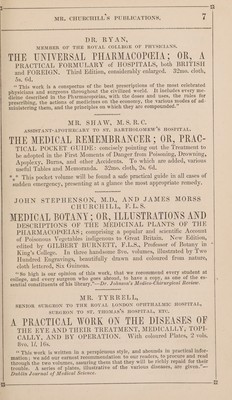 MR. CHURCHILL'S PUBLICATIONS. 7
DR. RYAN,
MEMBER OF THE ROYAL COLLEGE OF PHYSICIANS.
THE UNIVERSAL PHARMACOPEIA; OR, A
PRACTICAL FORMULARY of HOSPITALS, both BRITISH
and FOREIGN. Third Edition, considerably enlarged. 32mo. cloth,
5s. 6d.
"This work is a compendium of the best prescriptions of the most celebrated
physicians and surgeons throughout the civilized world. It includes every me-
dicine described in the Pharmacopeias, with the doses and uses, the rules for
prescribing, the actions of medicines on the economy, the various modes of ad-
ministering them, and the principles on which they are compounded."
MR. SHAW, M.S.R.C.
ASSISTANT-APOTHECARY TO ST. BARTHOLOMEW'S HOSPITAL.
THE MEDICAL REMEMBRANCER; OR, PRAC-
TICAL POCKET GUIDE: concisely pointing out the Treatment to
be adopted in the First Moments of Danger from Poisoning, Drowning,
Apoplexy, Burns, and other Accidents. To which are added, various
useful Tables and Memoranda. 32mo. cloth, 2s. 6d.
*** This pocket volume will be found a safe practical guide in all cases of
sudden emergency, presenting at a glance the most appropriate remedy.
JOHN STEPHENSON, M.D., AND JAMES MORSS
CHURCHILL, F.L.S.
MEDICAL BOTANY; OR, ILLUSTRATIONS AND
DESCRIPTIONS OF THE MEDICINAL PLANTS OF THE
PHARMACOPŒIAS; comprising a popular and scientific Account
of Poisonous Vegetables indigenous to Great Britain. New Edition,
edited by GILBERT BURNETT, F.L.S., Professor of Botany in
King's College. In three handsome 8vo. volumes, illustrated by Two
Hundred Engravings, beautifully drawn and coloured from nature,
cloth lettered, Six Guineas.
"So high is our opinion of this work, that we recommend every student at
college, and every surgeon who goes abroad, to have a copy, as one of the es-
sential constituents of his library."—Dr. Johnson's Medico-Chirurgical Review.
MR. TYRRELL,
SENIOR SURGEON TO THE ROYAL LONDON OPHTHALMIC HOSPITAL,
SURGEON TO ST. THOMAS'S HOSPITAL, ETC.
A PRACTICAL WORK ON THE DISEASES OF
THE EYE AND THEIR TREATMENT, MEDICALLY, TOPI-
CALLY, AND BY OPERATION. With coloured Plates, 2 vols.
8vo. 1l. 16s.
"This work is written in a perspicuous style, and abounds in practical infor-
mation; we add our earnest recommendation to our readers, to procure and read
through the two volumes, assuring them that they will be richly repaid for their
trouble. A series of plates, illustrative of the various diseases, are given."—
Dublin Journal of Medical Science.